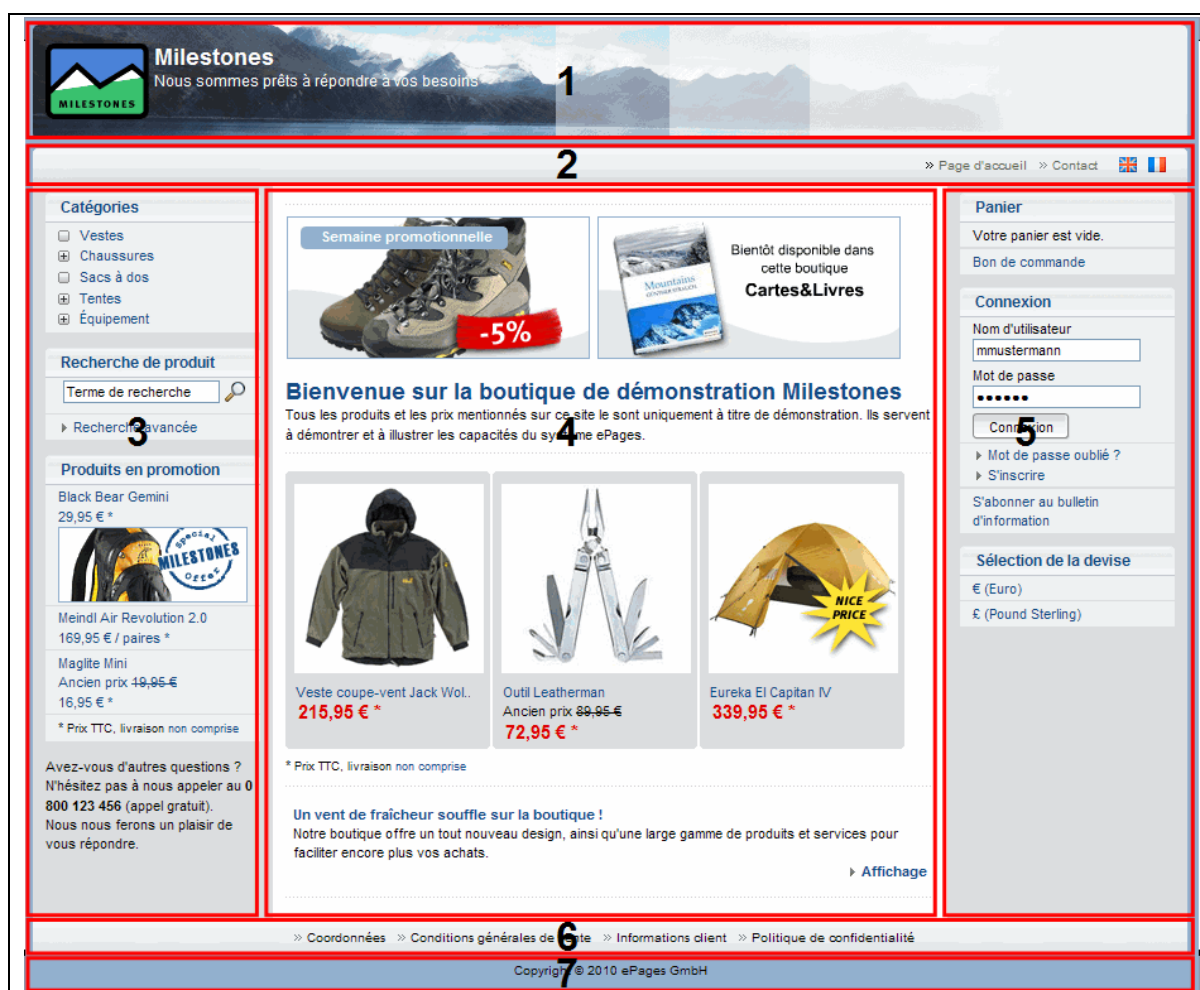 Milestones
Nous sommes prêts à répondre à vos besoins
MILESTONES
1
2
» Page d'accueil » Contact
Catégories
Vestes
Chaussures
Sacs à dos
Tentes
Équipement
Recherche de produit
Terme de recherche
Recherche avancée
3
Produits en promotion
Black Bear Gemini
29,95 € *
Special
MILESTONES
Offer
Meindl Air Revolution 2.0
169,95 € / paires *
Maglite Mini
Ancien prix 19,95 €
16,95 € *
* Prix TTC, livraison non comprise
Avez-vous d'autres questions ?
N'hésitez pas à nous appeler au 0
800 123 456 (appel gratuit).
Nous nous ferons un plaisir de
vous répondre.
Semaine promotionnelle
-5%
Mountains
Bientôt disponible dans
cette boutique
Cartes&Livres
Bienvenue sur la boutique de démonstration Milestones
Tous les produits et les prix mentionnés sur ce site le sont uniquement à titre de démonstration. Ils servent
à démontrer et à illustrer les capacités du système ePages.
4
NICE
PRICE
Veste coupe-vent Jack Wol..
215,95 € *
Outil Leatherman
Ancien prix 89,95 €
72,95 € *
Eureka El Capitan IV
339,95 € *
* Prix TTC, livraison non comprise
Un vent de fraîcheur souffle sur la boutique !
Notre boutique offre un tout nouveau design, ainsi qu'une large gamme de produits et services pour
faciliter encore plus vos achats.
Affichage
Panier
Votre panier est vide.
Bon de commande
Connexion
Nom d'utilisateur
mmustermann
Mot de passe
••••••
Connexion
5
Mot de passe oublié ?
S'inscrire
S'abonner au bulletin
d'information
Sélection de la devise
€ (Euro)
£ (Pound Sterling)
» Coordonnées » Conditions générales de vente » Informations client » Politique de confidentialité
6
Copyright © 2010 ePages GmbH
7